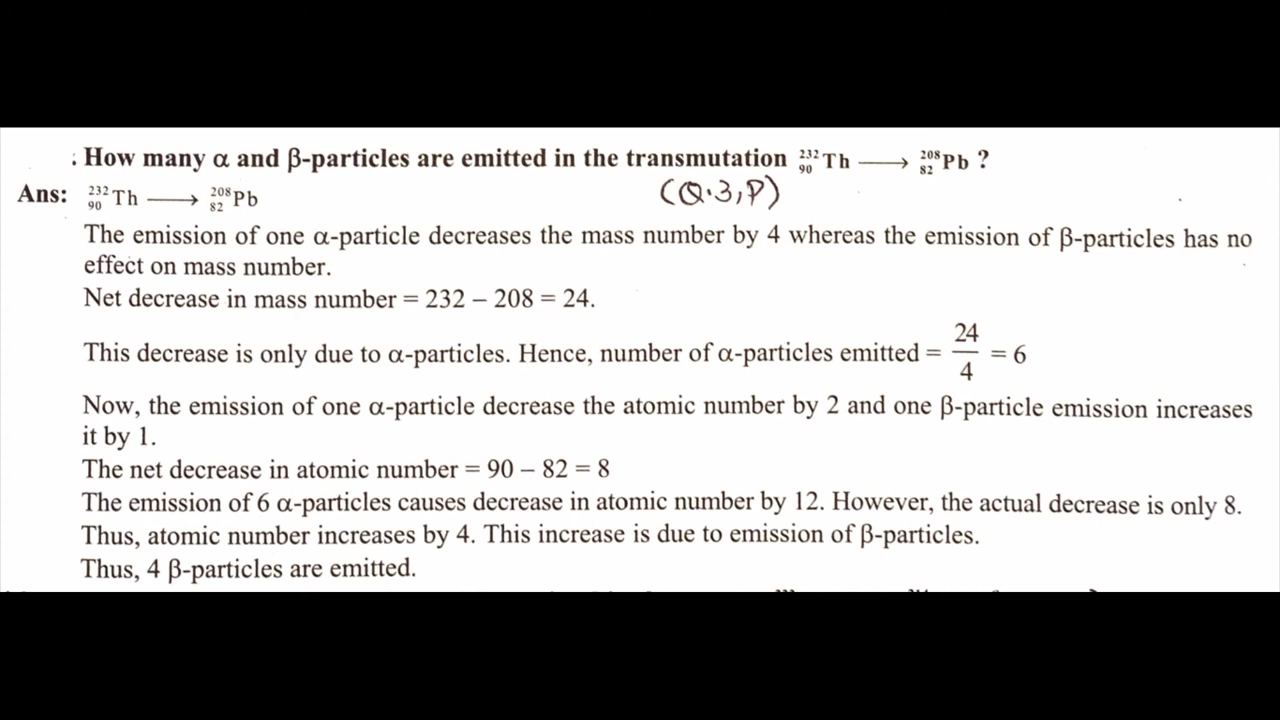 . How many α and β-particles are emitted in the transmutation ²³²₉₀Th ⟶ ²⁰⁸₈₂Pb ?
Ans: ²³²₉₀Th ⟶ ²⁰⁸₈₂Pb (Q.3,P)
The emission of one α-particle decreases the mass number by 4 whereas the emission of β-particles has no
effect on mass number.
Net decrease in mass number = 232 – 208 = 24.
This decrease is only due to α-particles. Hence, number of α-particles emitted = 24/4 = 6
Now, the emission of one α-particle decrease the atomic number by 2 and one β-particle emission increases
it by 1.
The net decrease in atomic number = 90 – 82 = 8
The emission of 6 α-particles causes decrease in atomic number by 12. However, the actual decrease is only 8.
Thus, atomic number increases by 4. This increase is due to emission of β-particles.
Thus, 4 β-particles are emitted.